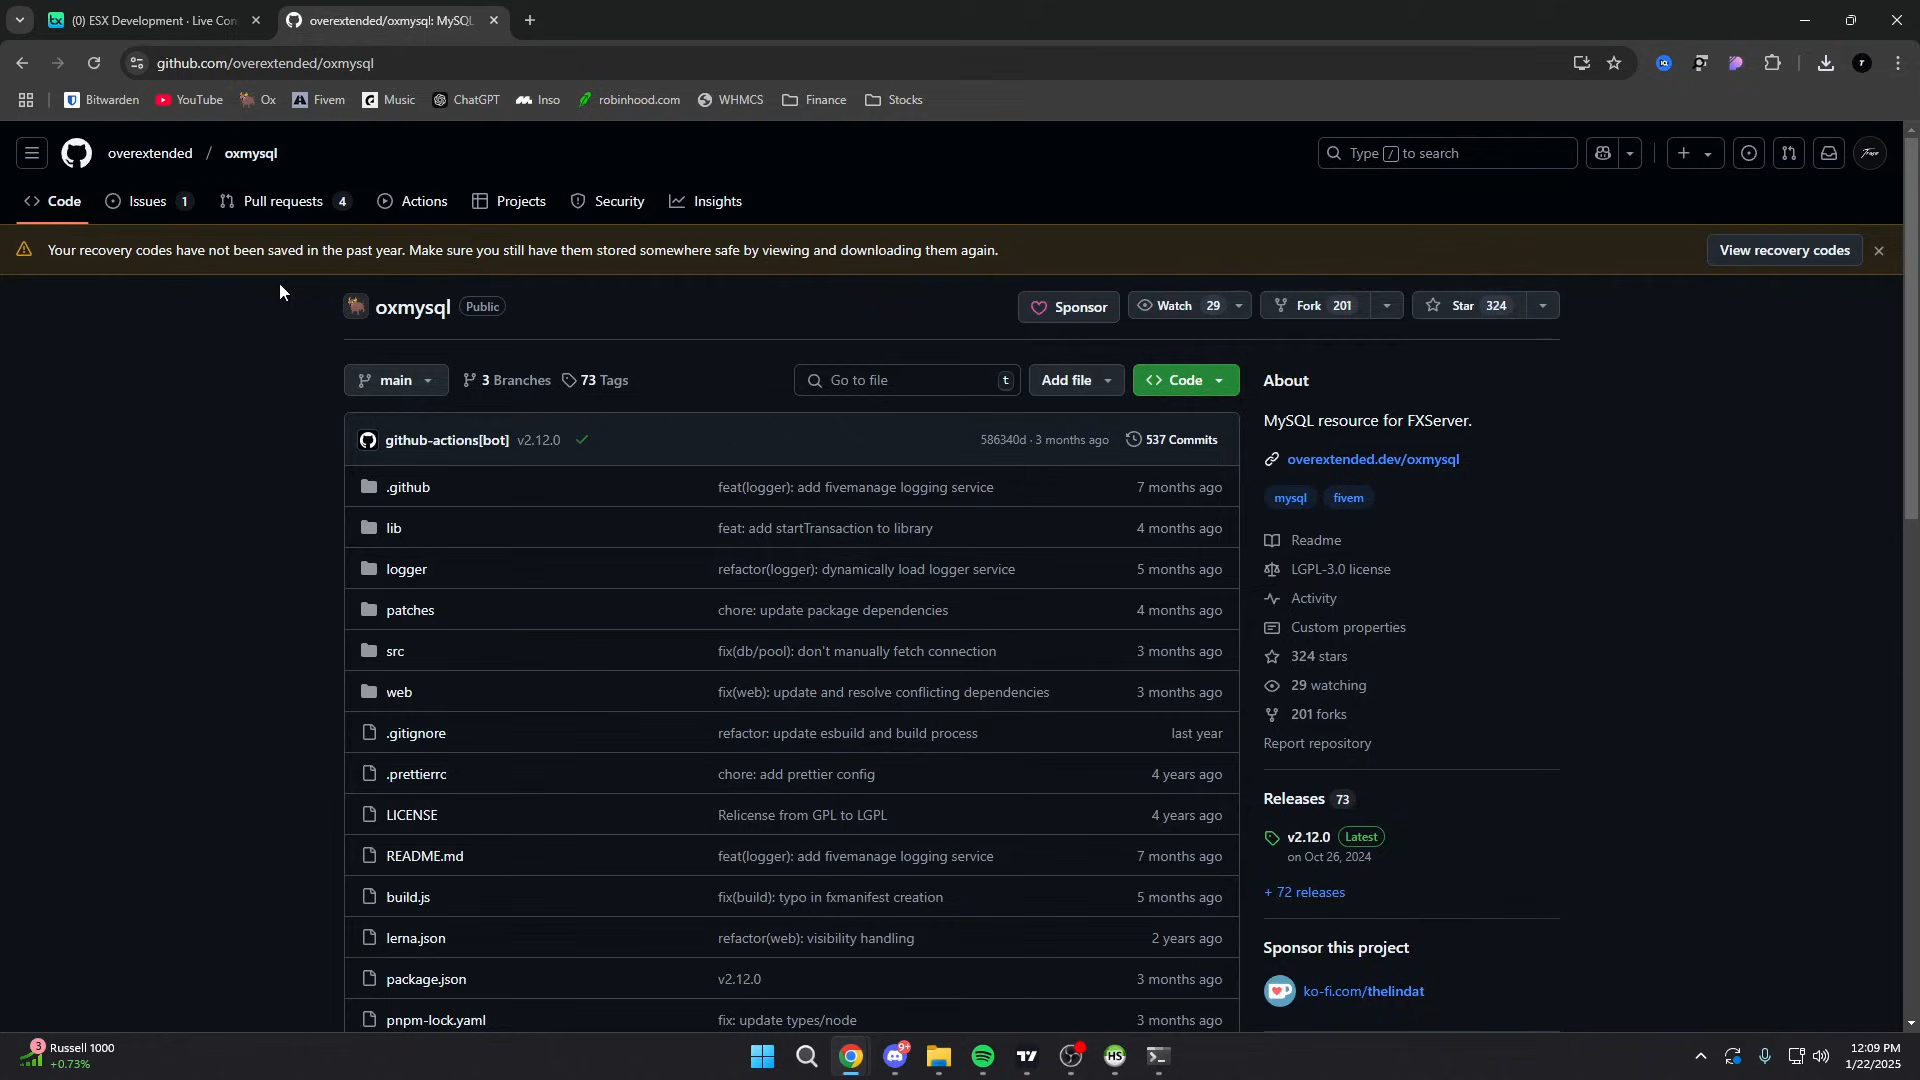 (0) ESX Development · Live Con
overextended/oxmysql: MySQL
github.com/overextended/oxmysql
Bitwarden
YouTube
Ox
Fivem
Music
ChatGPT
Inso
robinhood.com
WHMCS
Finance
Stocks
overextended / oxmysql
Type / to search
Code
Issues 1
Pull requests 4
Actions
Projects
Security
Insights
Your recovery codes have not been saved in the past year. Make sure you still have them stored somewhere safe by viewing and downloading them again.
View recovery codes
oxmysql Public
Sponsor
Watch 29
Fork 201
Star 324
main
3 Branches
73 Tags
Go to file t
Add file
Code
github-actions[bot] v2.12.0
586340d · 3 months ago
537 Commits
.github feat(logger): add fivemanage logging service 7 months ago
lib feat: add startTransaction to library 4 months ago
logger refactor(logger): dynamically load logger service 5 months ago
patches chore: update package dependencies 4 months ago
src fix(db/pool): don't manually fetch connection 3 months ago
web fix(web): update and resolve conflicting dependencies 3 months ago
.gitignore refactor: update esbuild and build process last year
.prettierrc chore: add prettier config 4 years ago
LICENSE Relicense from GPL to LGPL 4 years ago
README.md feat(logger): add fivemanage logging service 7 months ago
build.js fix(build): typo in fxmanifest creation 5 months ago
lerna.json refactor(web): visibility handling 2 years ago
package.json v2.12.0 3 months ago
pnpm-lock.yaml fix: update types/node 3 months ago
About
MySQL resource for FXServer.
overextended.dev/oxmysql
mysql
fivem
Readme
LGPL-3.0 license
Activity
Custom properties
324 stars
29 watching
201 forks
Report repository
Releases 73
v2.12.0 Latest
on Oct 26, 2024
+ 72 releases
Sponsor this project
ko-fi.com/thelindat
3
Russell 1000
+0.73%
9+
HS
12:09 PM
1/22/2025